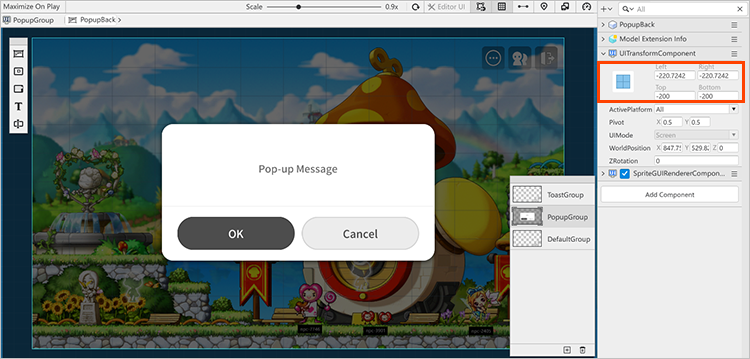 Maximize On Play
Scale
0.9x
Editor UI
PopupGroup
PopupBack
T
Pop-up Message
OK
Cancel
ToastGroup
PopupGroup
DefaultGroup
All
PopupBack
Model Extension Info
UITransformComponent
Left Right
-220.7242 -220.7242
Top Bottom
-200 -200
ActivePlatform All
Pivot X 0.5 Y 0.5
UIMode Screen
WorldPosition X 847.75 Y 529.82 Z 0
ZRotation 0
SpriteGUIRendererCompon...
Add Component